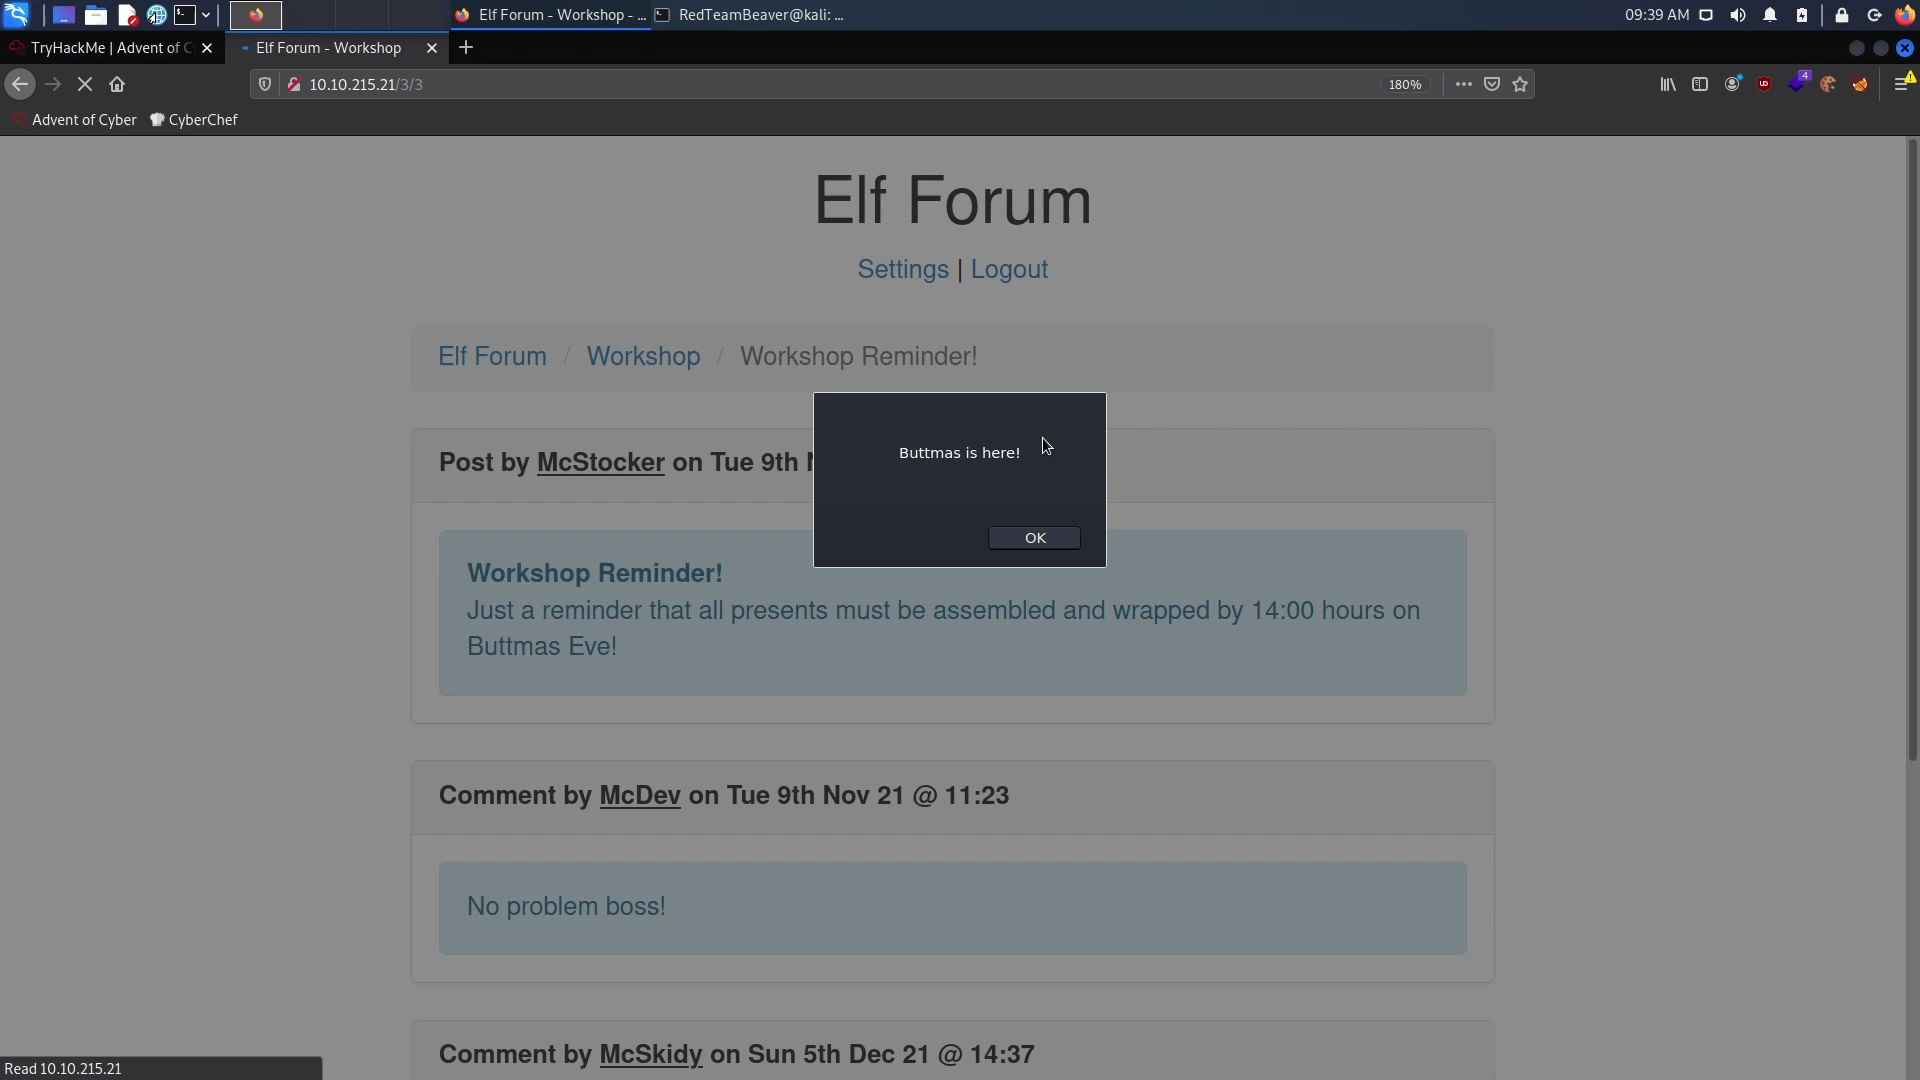 Elf Forum - Workshop - ...
RedTeamBeaver@kali: ...
09:39 AM
TryHackMe | Advent of C
Elf Forum - Workshop
10.10.215.21/3/3
180%
4
Advent of Cyber
CyberChef
Elf Forum
Settings | Logout
Elf Forum / Workshop / Workshop Reminder!
Post by McStocker on Tue 9th N
Buttmas is here!
OK
Workshop Reminder!
Just a reminder that all presents must be assembled and wrapped by 14:00 hours on
Buttmas Eve!
Comment by McDev on Tue 9th Nov 21 @ 11:23
No problem boss!
Comment by McSkidy on Sun 5th Dec 21 @ 14:37
Read 10.10.215.21